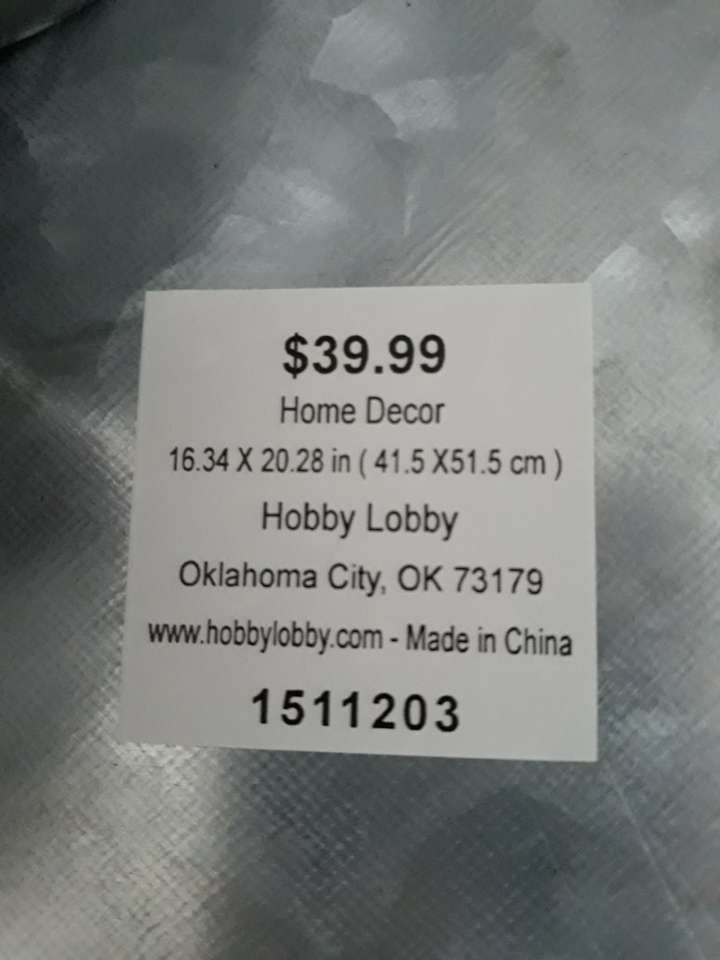 $39.99
Home Decor
16.34 X 20.28 in ( 41.5 X51.5 cm )
Hobby Lobby
Oklahoma City, OK 73179
www.hobbylobby.com - Made in China
1511203